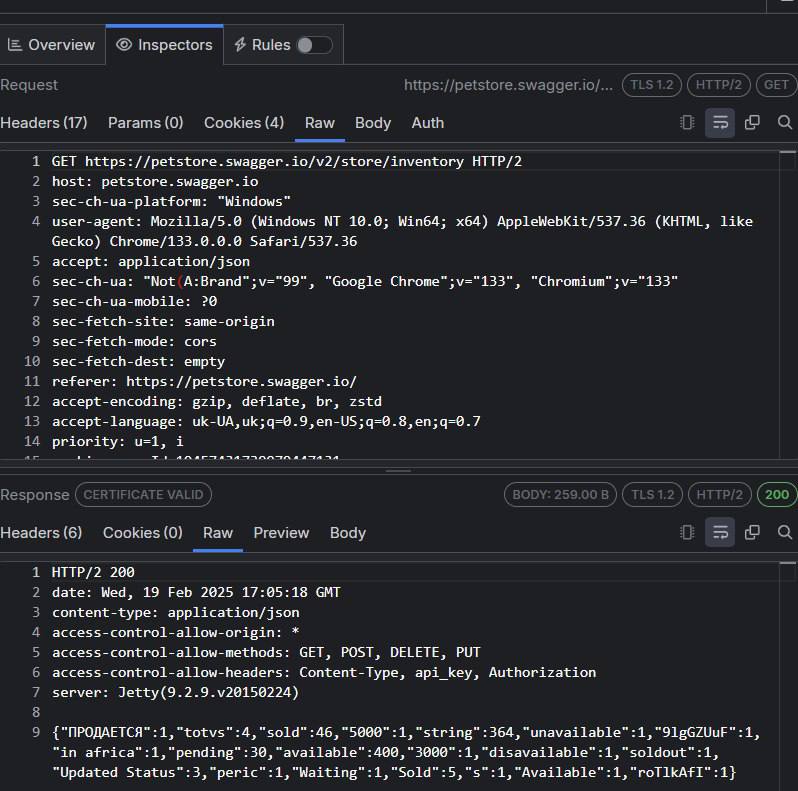 Overview Inspectors Rules
Request https://petstore.swagger.io/... TLS 1.2 HTTP/2 GET
Headers (17) Params (0) Cookies (4) Raw Body Auth
1 GET https://petstore.swagger.io/v2/store/inventory HTTP/2
2 host: petstore.swagger.io
3 sec-ch-ua-platform: "Windows"
4 user-agent: Mozilla/5.0 (Windows NT 10.0; Win64; x64) AppleWebKit/537.36 (KHTML, like
Gecko) Chrome/133.0.0.0 Safari/537.36
5 accept: application/json
6 sec-ch-ua: "Not(A:Brand";v="99", "Google Chrome";v="133", "Chromium";v="133"
7 sec-ch-ua-mobile: ?0
8 sec-fetch-site: same-origin
9 sec-fetch-mode: cors
10 sec-fetch-dest: empty
11 referer: https://petstore.swagger.io/
12 accept-encoding: gzip, deflate, br, zstd
13 accept-language: uk-UA,uk;q=0.9,en-US;q=0.8,en;q=0.7
14 priority: u=1, i
Response CERTIFICATE VALID BODY: 259.00 B TLS 1.2 HTTP/2 200
Headers (6) Cookies (0) Raw Preview Body
1 HTTP/2 200
2 date: Wed, 19 Feb 2025 17:05:18 GMT
3 content-type: application/json
4 access-control-allow-origin: *
5 access-control-allow-methods: GET, POST, DELETE, PUT
6 access-control-allow-headers: Content-Type, api_key, Authorization
7 server: Jetty(9.2.9.v20150224)
8
9 {"ПРОДАЕТСЯ":1,"totvs":4,"sold":46,"5000":1,"string":364,"unavailable":1,"9lgGZUuF":1,
"in africa":1,"pending":30,"available":400,"3000":1,"disavailable":1,"soldout":1,
"Updated Status":3,"peric":1,"Waiting":1,"Sold":5,"s":1,"Available":1,"roTlkAfI":1}